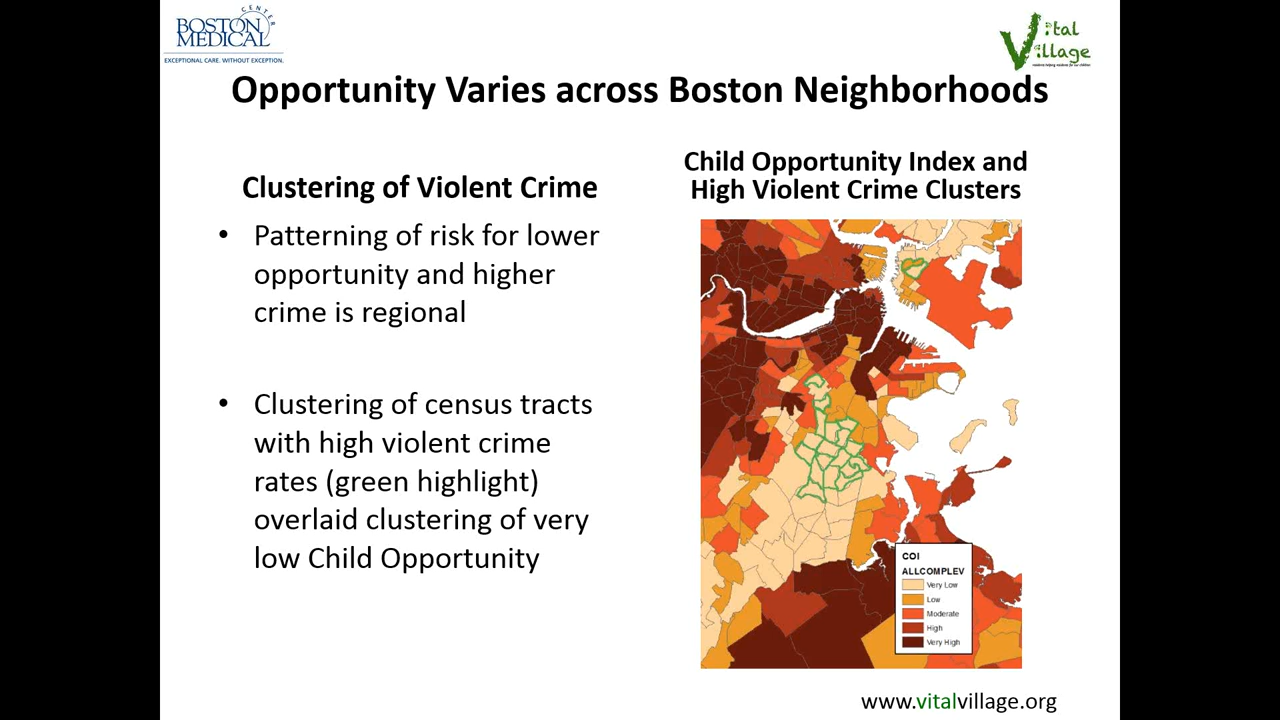 BOSTON
MEDICAL
CENTER
EXCEPTIONAL CARE. WITHOUT EXCEPTION.
Vital
Village
Opportunity Varies across Boston Neighborhoods
Clustering of Violent Crime
• Patterning of risk for lower
opportunity and higher
crime is regional
• Clustering of census tracts
with high violent crime
rates (green highlight)
overlaid clustering of very
low Child Opportunity
Child Opportunity Index and
High Violent Crime Clusters
COI
ALLCOMPLEV
Very Low
Low
Moderate
High
Very High
www.vitalvillage.org